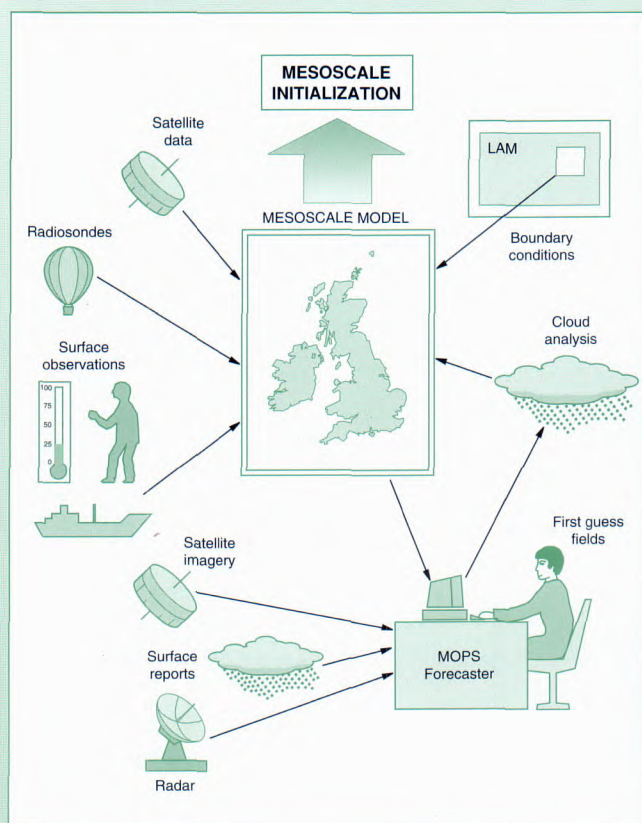 MESOSCALE
INITIALIZATION
Satellite
data
LAM
MESOSCALE MODEL
Radiosondes
Boundary
conditions
Surface
observations
100
75
50
25
0
Cloud
analysis
First guess
fields
Satellite
imagery
Surface
reports
MOPS
Forecaster
Radar